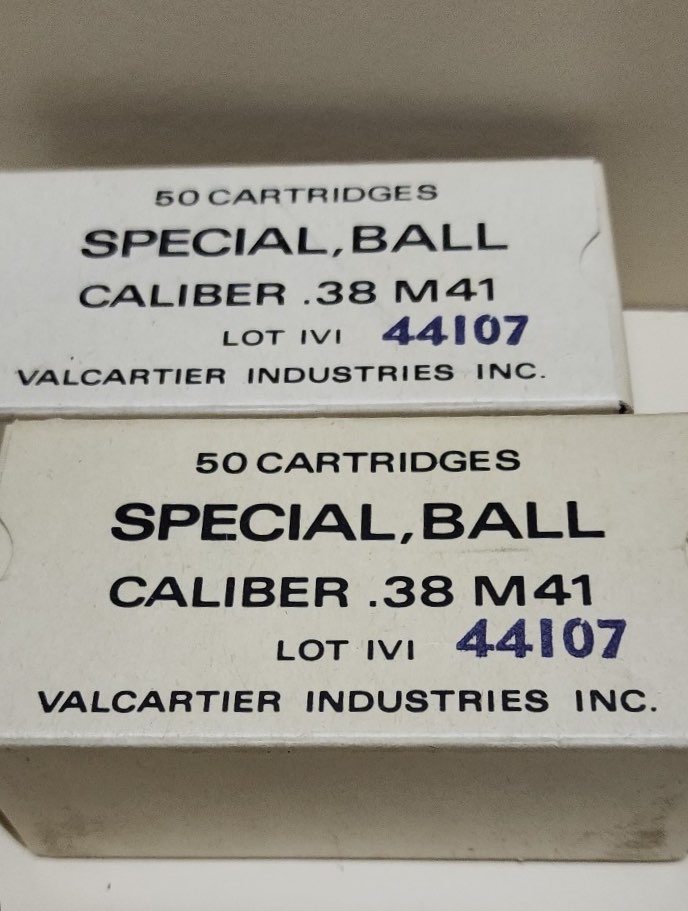 50 CARTRIDGES
SPECIAL, BALL
CALIBER .38 M41
LOT IVI 44107
VALCARTIER INDUSTRIES INC.
50 CARTRIDGES
SPECIAL, BALL
CALIBER .38 M41
LOT IVI 44107
VALCARTIER INDUSTRIES INC.